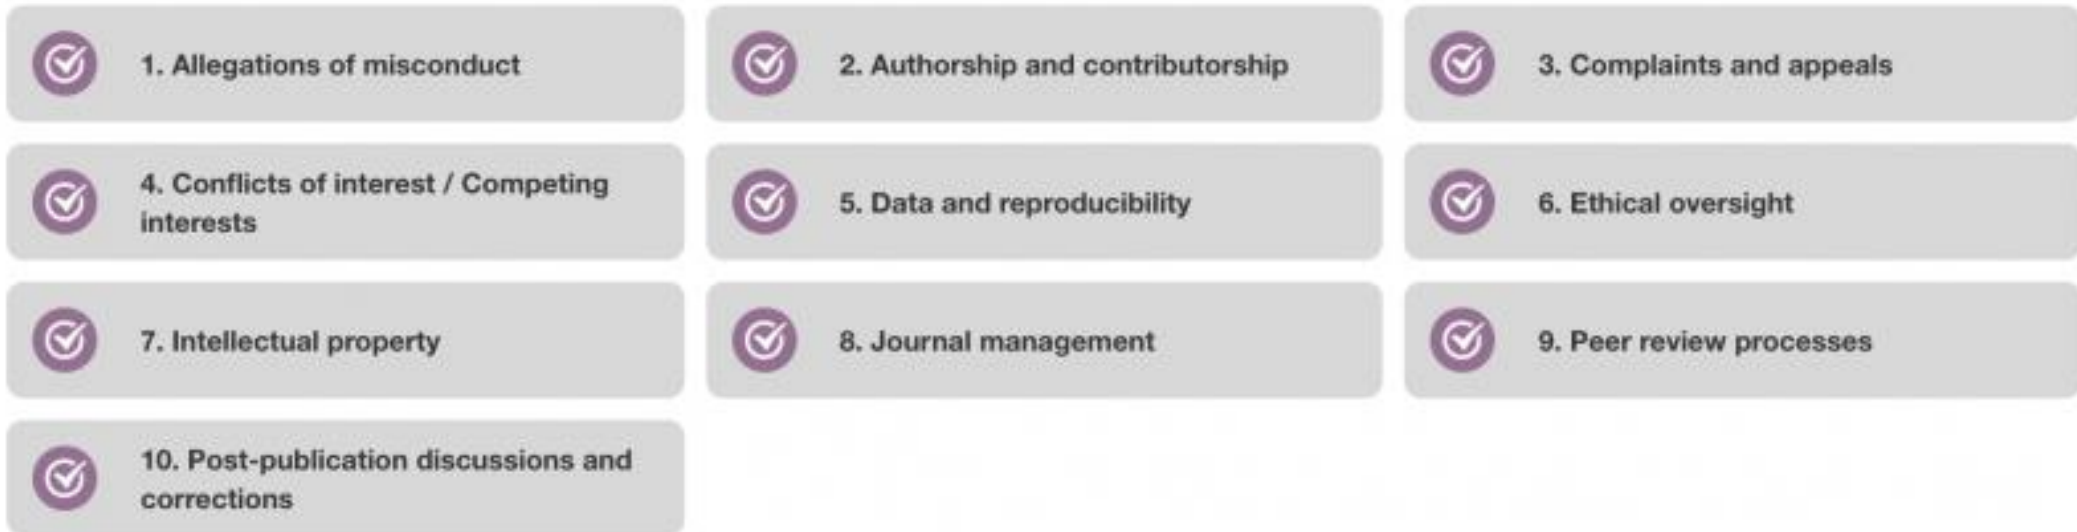 1. Allegations of misconduct
2. Authorship and contributorship
3. Complaints and appeals
4. Conflicts of interest / Competing
interests
5. Data and reproducibility
6. Ethical oversight
7. Intellectual property
8. Journal management
9. Peer review processes
10. Post-publication discussions and
corrections